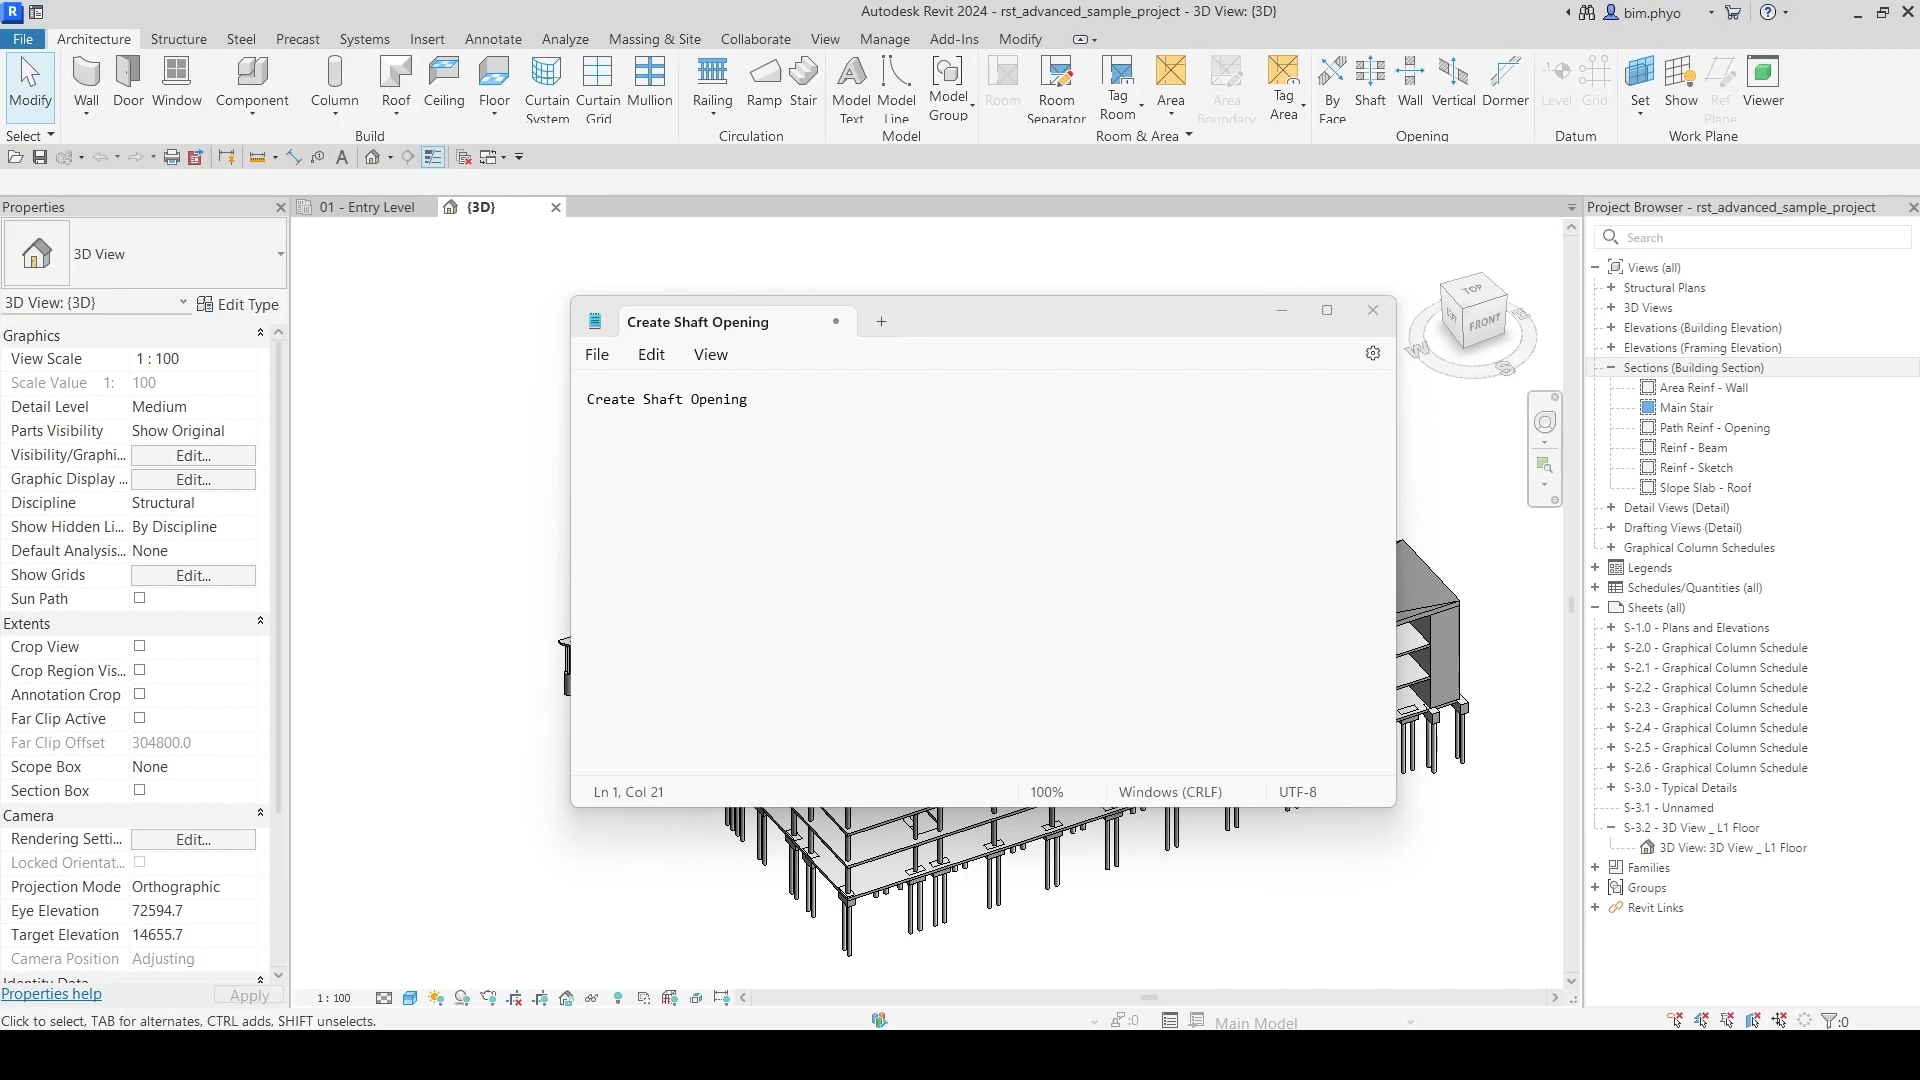 Autodesk Revit 2024 - rst_advanced_sample_project - 3D View: {3D}
bim.phyo
File Architecture Structure Steel Precast Systems Insert Annotate Analyze Massing & Site Collaborate View Manage Add-Ins Modify
Modify
Wall
Door
Window
Component
Column
Roof
Ceiling
Floor
Curtain
System
Curtain
Grid
Mullion
Railing
Ramp
Stair
Model
Text
Model
Line
Model
Group
Room
Room
Separator
Tag
Room
Area
Area
Boundary
Tag
Area
By
Face
Shaft
Wall
Vertical
Dormer
Level
Grid
Set
Show
Ref
Plane
Viewer
Select
Build
Circulation
Model
Room & Area
Opening
Datum
Work Plane
Properties
3D View
3D View: {3D}
Edit Type
Graphics
View Scale 1 : 100
Scale Value 1: 100
Detail Level Medium
Parts Visibility Show Original
Visibility/Graphi... Edit...
Graphic Display ... Edit...
Discipline Structural
Show Hidden Li... By Discipline
Default Analysis... None
Show Grids Edit...
Sun Path
Extents
Crop View
Crop Region Vis...
Annotation Crop
Far Clip Active
Far Clip Offset 304800.0
Scope Box None
Section Box
Camera
Rendering Setti... Edit...
Locked Orientat...
Projection Mode Orthographic
Eye Elevation 72594.7
Target Elevation 14655.7
Camera Position Adjusting
Identity Data
Properties help
Apply
01 - Entry Level
{3D}
Create Shaft Opening
File Edit View
Create Shaft Opening
Ln 1, Col 21
100%
Windows (CRLF)
UTF-8
TOP
FRONT
W
S
1 : 100
Project Browser - rst_advanced_sample_project
Search
Views (all)
Structural Plans
3D Views
Elevations (Building Elevation)
Elevations (Framing Elevation)
Sections (Building Section)
Area Reinf - Wall
Main Stair
Path Reinf - Opening
Reinf - Beam
Reinf - Sketch
Slope Slab - Roof
Detail Views (Detail)
Drafting Views (Detail)
Graphical Column Schedules
Legends
Schedules/Quantities (all)
Sheets (all)
S-1.0 - Plans and Elevations
S-2.0 - Graphical Column Schedule
S-2.1 - Graphical Column Schedule
S-2.2 - Graphical Column Schedule
S-2.3 - Graphical Column Schedule
S-2.4 - Graphical Column Schedule
S-2.5 - Graphical Column Schedule
S-2.6 - Graphical Column Schedule
S-3.0 - Typical Details
S-3.1 - Unnamed
S-3.2 - 3D View _ L1 Floor
3D View: 3D View _ L1 Floor
Families
Groups
Revit Links
Click to select, TAB for alternates, CTRL adds, SHIFT unselects.
:0
Main Model
:0